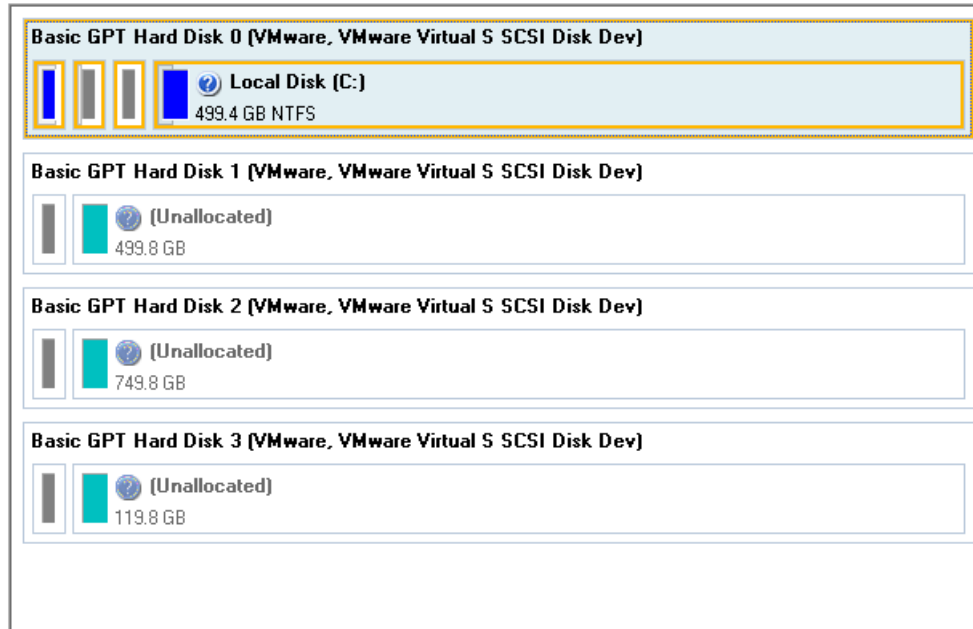 Basic GPT Hard Disk 0 (VMware, VMware Virtual S SCSI Disk Dev)
Local Disk (C:)
499.4 GB NTFS
Basic GPT Hard Disk 1 (VMware, VMware Virtual S SCSI Disk Dev)
(Unallocated)
499.8 GB
Basic GPT Hard Disk 2 (VMware, VMware Virtual S SCSI Disk Dev)
(Unallocated)
749.8 GB
Basic GPT Hard Disk 3 (VMware, VMware Virtual S SCSI Disk Dev)
(Unallocated)
119.8 GB